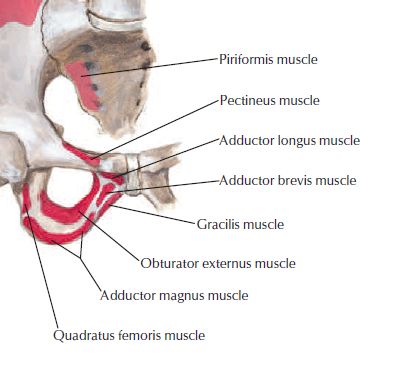 Piriformis muscle
Pectineus muscle
Adductor longus muscle
Adductor brevis muscle
Gracilis muscle
Obturator externus muscle
Adductor magnus muscle
Quadratus femoris muscle